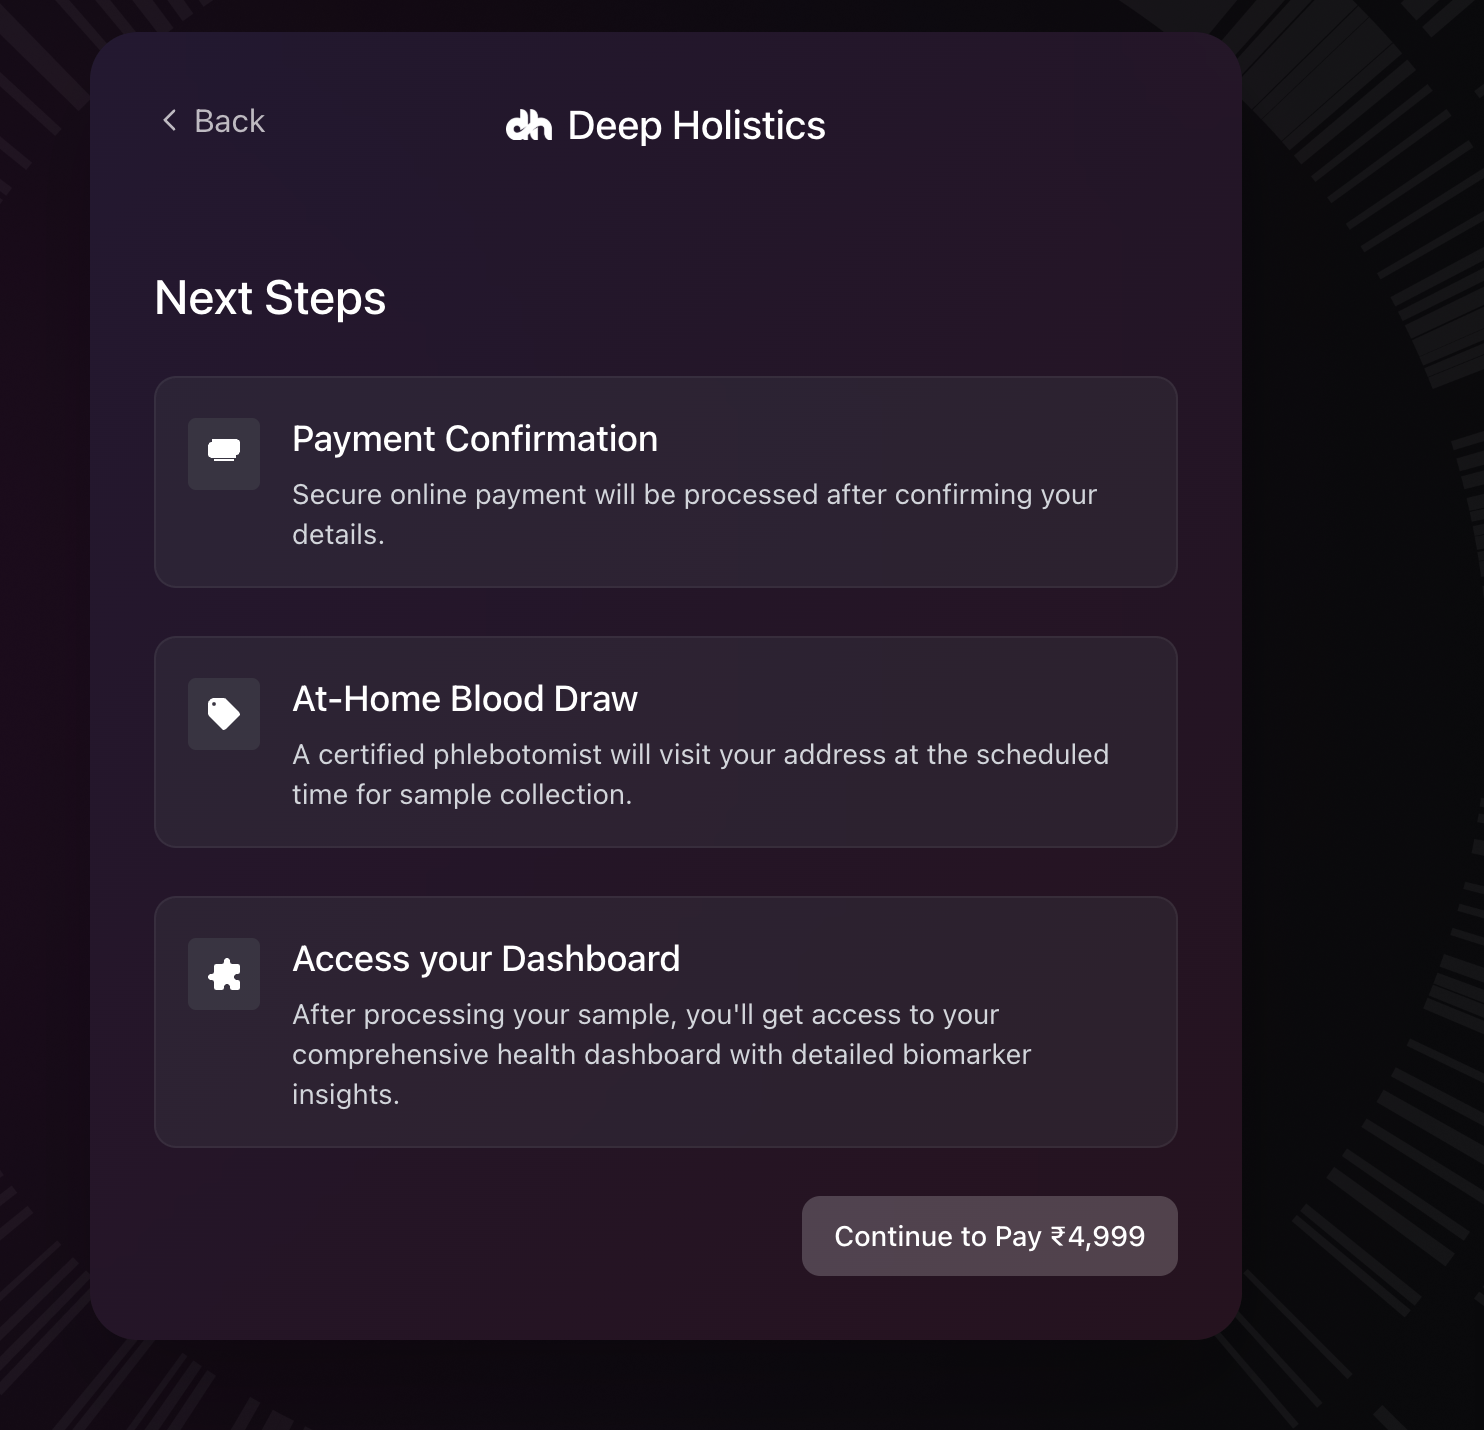 Back
Deep Holistics
Next Steps
Payment Confirmation
Secure online payment will be processed after confirming your
details.
At-Home Blood Draw
A certified phlebotomist will visit your address at the scheduled
time for sample collection.
Access your Dashboard
After processing your sample, you'll get access to your
comprehensive health dashboard with detailed biomarker
insights.
Continue to Pay ₹4,999